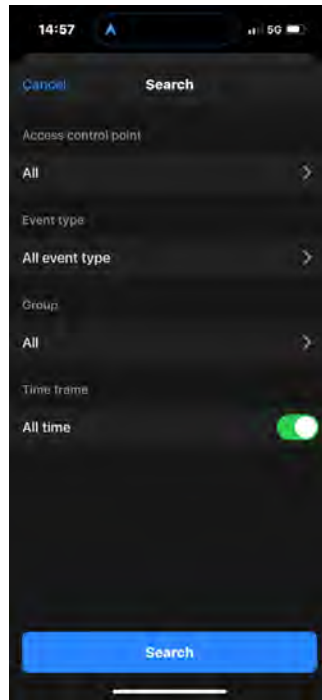 14:57 5G
Cancel Search
Access control point
All
Event type
All event type
Group
All
Time frame
All time
Search